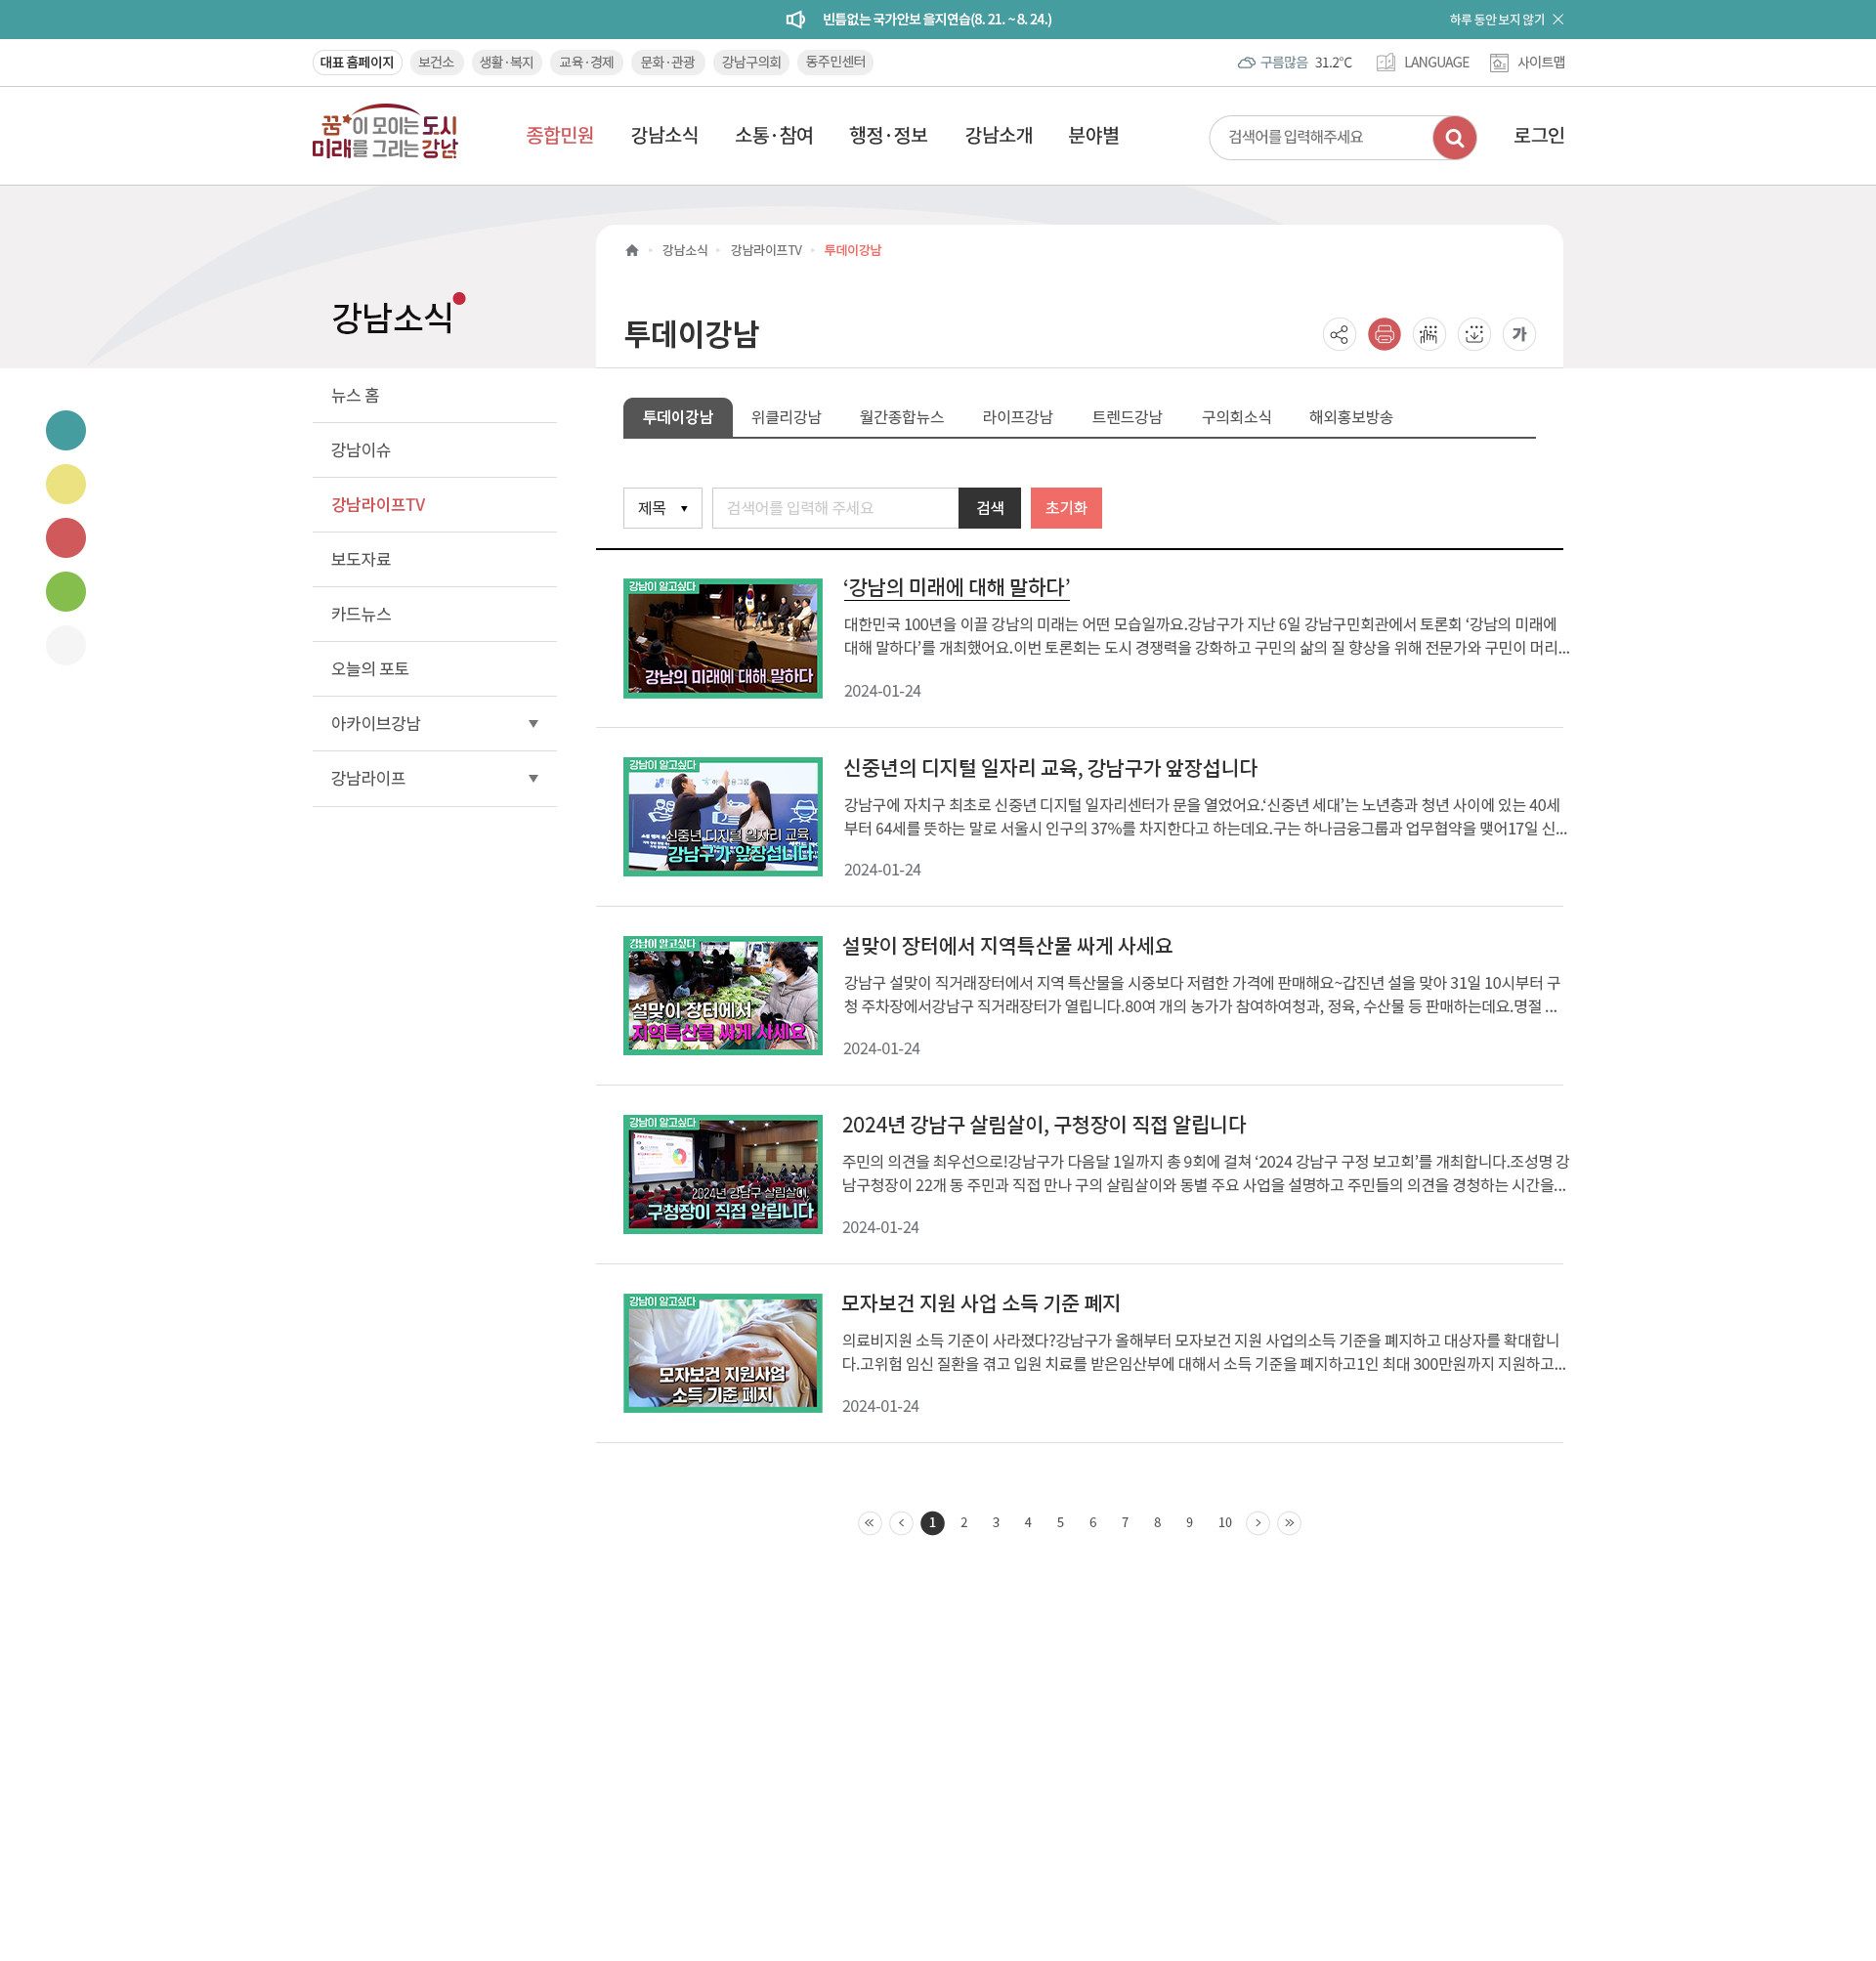 빈틈없는 국가안보 을지연습(8. 21. ~ 8. 24.)
하루 동안 보지 않기
대표 홈페이지 보건소 생활·복지 교육·경제 문화·관광 강남구의회 동주민센터
구름많음 31.2℃ LANGUAGE 사이트맵
꿈이 모이는 도시
미래를 그리는 강남
종합민원 강남소식 소통·참여 행정·정보 강남소개 분야별
검색어를 입력해주세요
로그인
강남소식 강남라이프TV 투데이강남
강남소식
투데이강남
가
뉴스 홈
강남이슈
강남라이프TV
보도자료
카드뉴스
오늘의 포토
아카이브강남
강남라이프
투데이강남 위클리강남 월간종합뉴스 라이프강남 트렌드강남 구의회소식 해외홍보방송
제목 검색어를 입력해 주세요 검색 초기화
강남이 알고싶다
강남의 미래에 대해 말하다
‘강남의 미래에 대해 말하다’
대한민국 100년을 이끌 강남의 미래는 어떤 모습일까요.강남구가 지난 6일 강남구민회관에서 토론회 ‘강남의 미래에
대해 말하다’를 개최했어요.이번 토론회는 도시 경쟁력을 강화하고 구민의 삶의 질 향상을 위해 전문가와 구민이 머리...
2024-01-24
강남이 알고싶다
신중년 디지털 일자리 교육,
강남구가 앞장섭니다
신중년의 디지털 일자리 교육, 강남구가 앞장섭니다
강남구에 자치구 최초로 신중년 디지털 일자리센터가 문을 열었어요.‘신중년 세대’는 노년층과 청년 사이에 있는 40세
부터 64세를 뜻하는 말로 서울시 인구의 37%를 차지한다고 하는데요.구는 하나금융그룹과 업무협약을 맺어17일 신...
2024-01-24
강남이 알고싶다
설맞이 장터에서
지역특산물 싸게 사세요
설맞이 장터에서 지역특산물 싸게 사세요
강남구 설맞이 직거래장터에서 지역 특산물을 시중보다 저렴한 가격에 판매해요~갑진년 설을 맞아 31일 10시부터 구
청 주차장에서강남구 직거래장터가 열립니다.80여 개의 농가가 참여하여청과, 정육, 수산물 등 판매하는데요.명절 ...
2024-01-24
강남이 알고싶다
2024년 강남구 살림살이,
구청장이 직접 알립니다
2024년 강남구 살림살이, 구청장이 직접 알립니다
주민의 의견을 최우선으로!강남구가 다음달 1일까지 총 9회에 걸쳐 ‘2024 강남구 구정 보고회’를 개최합니다.조성명 강
남구청장이 22개 동 주민과 직접 만나 구의 살림살이와 동별 주요 사업을 설명하고 주민들의 의견을 경청하는 시간을...
2024-01-24
강남이 알고싶다
모자보건 지원사업
소득 기준 폐지
모자보건 지원 사업 소득 기준 폐지
의료비지원 소득 기준이 사라졌다?강남구가 올해부터 모자보건 지원 사업의소득 기준을 폐지하고 대상자를 확대합니
다.고위험 임신 질환을 겪고 입원 치료를 받은임산부에 대해서 소득 기준을 폐지하고1인 최대 300만원까지 지원하고...
2024-01-24
1 2 3 4 5 6 7 8 9 10